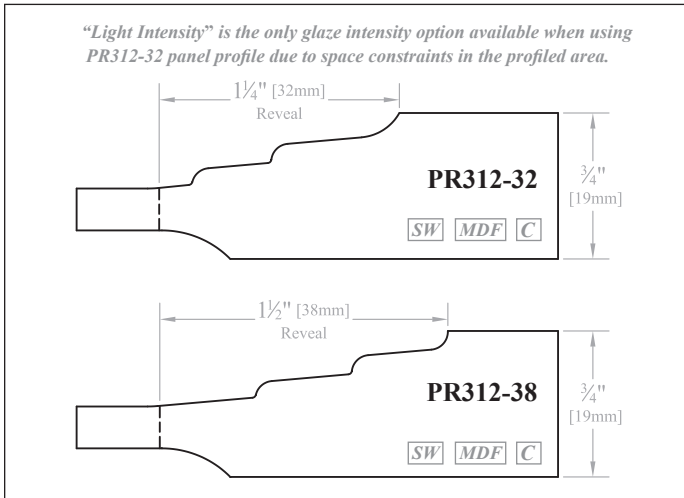 “Light Intensity” is the only glaze intensity option available when using
PR312-32 panel profile due to space constraints in the profiled area.
1¼" [32mm]
Reveal
PR312-32
¾"
[19mm]
SW MDF C
1½" [38mm]
Reveal
PR312-38
¾"
[19mm]
SW MDF C